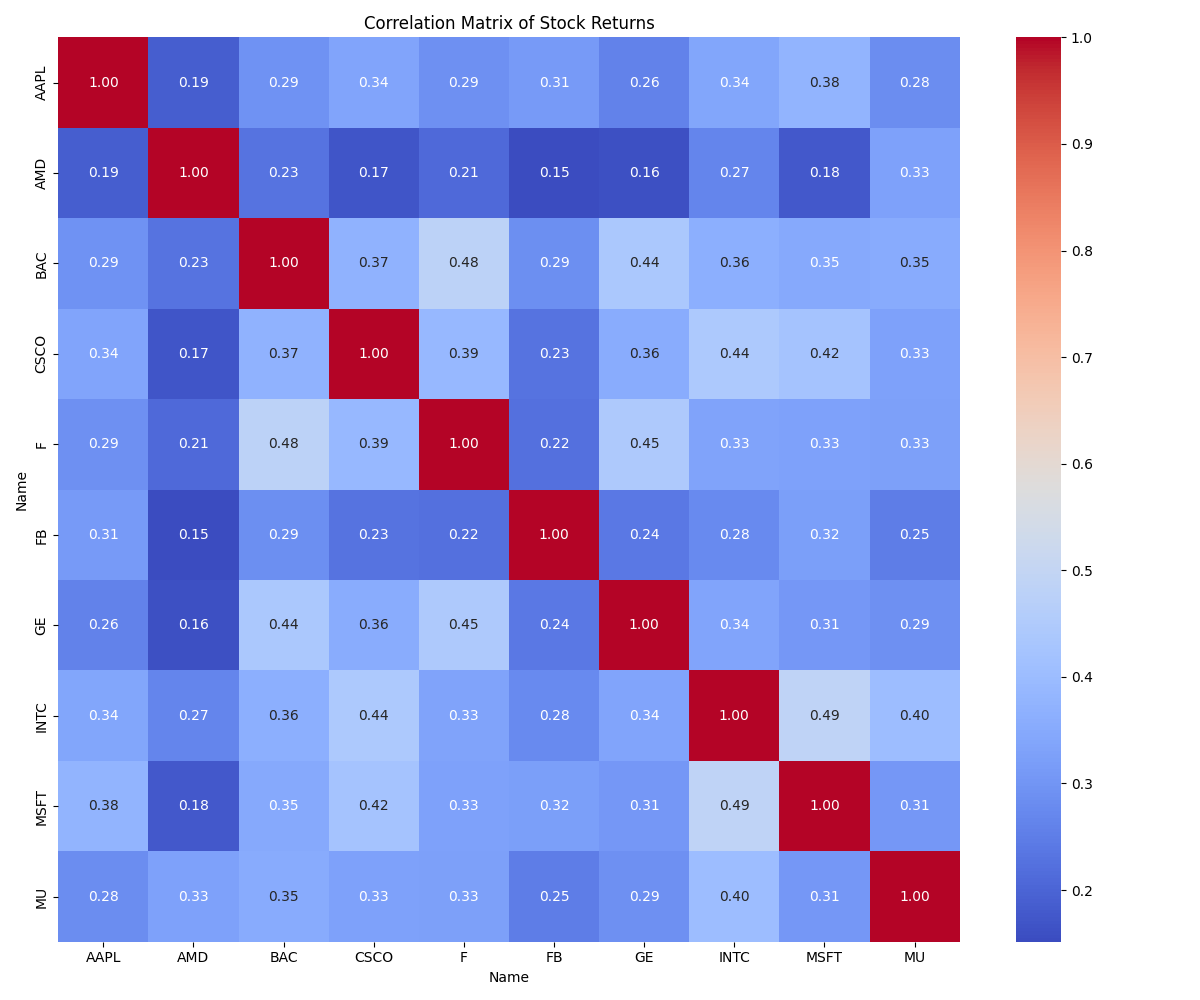 Correlation Matrix of Stock Returns
AAPL 1.00 0.19 0.29 0.34 0.29 0.31 0.26 0.34 0.38 0.28
AMD 0.19 1.00 0.23 0.17 0.21 0.15 0.16 0.27 0.18 0.33
BAC 0.29 0.23 1.00 0.37 0.48 0.29 0.44 0.36 0.35 0.35
CSCO 0.34 0.17 0.37 1.00 0.39 0.23 0.36 0.44 0.42 0.33
F 0.29 0.21 0.48 0.39 1.00 0.22 0.45 0.33 0.33 0.33
Name
FB 0.31 0.15 0.29 0.23 0.22 1.00 0.24 0.28 0.32 0.25
GE 0.26 0.16 0.44 0.36 0.45 0.24 1.00 0.34 0.31 0.29
INTC 0.34 0.27 0.36 0.44 0.33 0.28 0.34 1.00 0.49 0.40
MSFT 0.38 0.18 0.35 0.42 0.33 0.32 0.31 0.49 1.00 0.31
MU 0.28 0.33 0.35 0.33 0.33 0.25 0.29 0.40 0.31 1.00
AAPL AMD BAC CSCO F FB GE INTC MSFT MU
Name
1.0
0.9
0.8
0.7
0.6
0.5
0.4
0.3
0.2